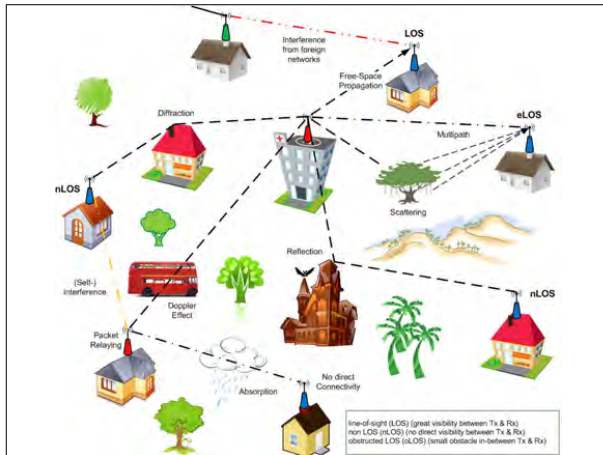 LOS
Interference
from foreign
networks
Free-Space
Propagation
Diffraction
eLOS
Multipath
nLOS
Scattering
(Self-)
interference
Reflection
Doppler
Effect
nLOS
Packet
Relaying
No direct
Connectivity
Absorption
line-of-sight (LOS) (great visibility between Tx & Rx)
non LOS (nLOS) (no direct visibility between Tx & Rx)
obstructed LOS (oLOS) (small obstacle in-between Tx & Rx)